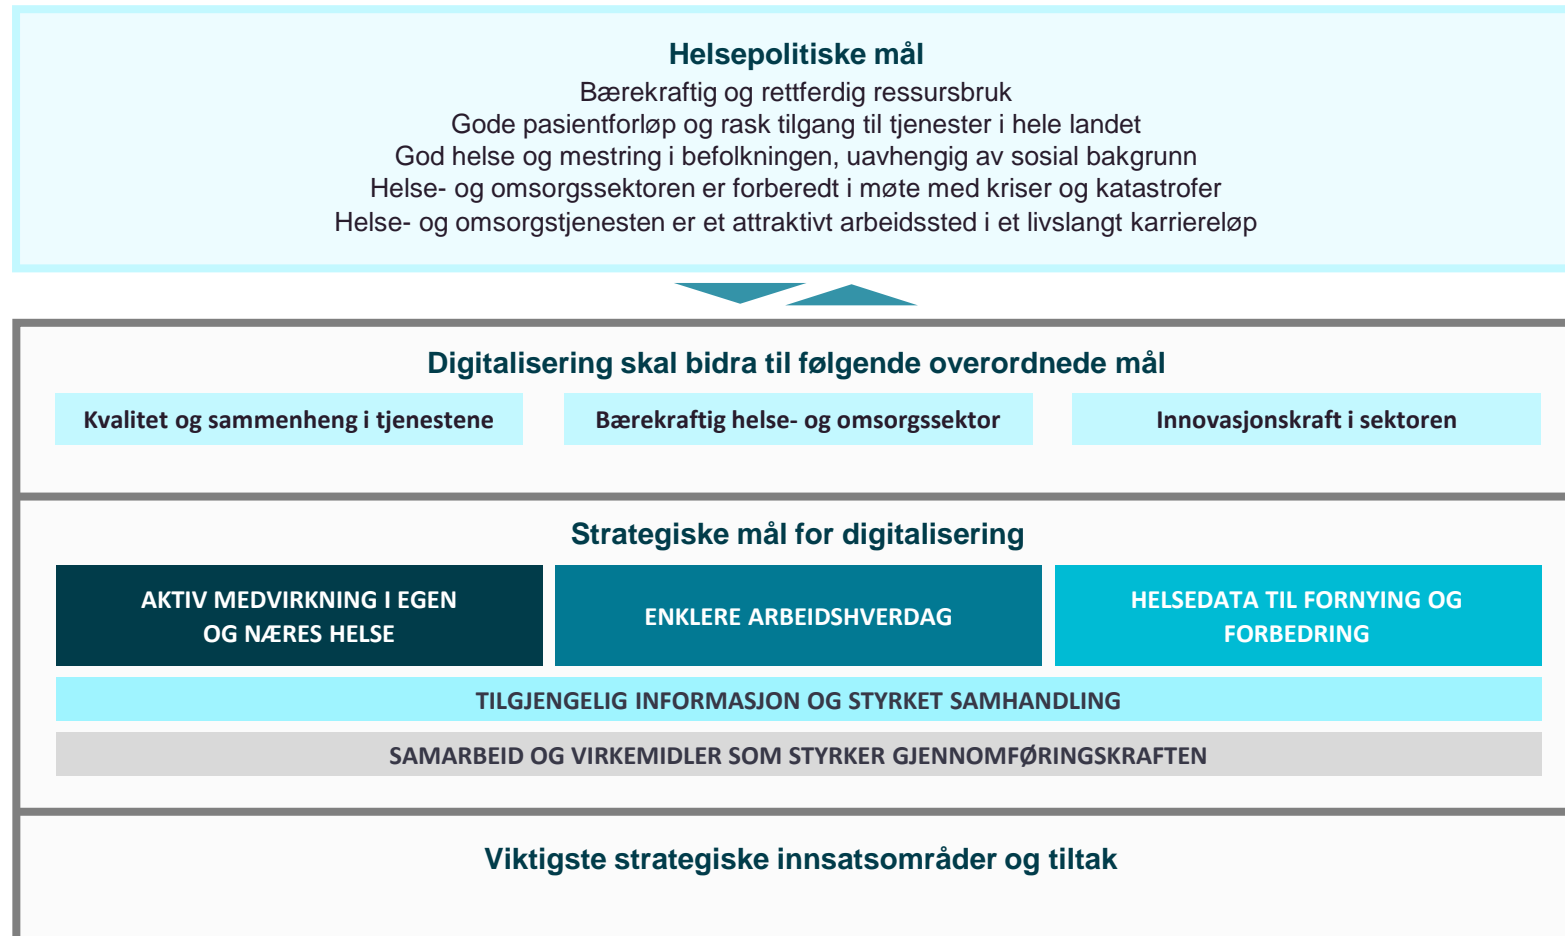 Helsepolitiske mål
Bærekraftig og rettferdig ressursbruk
Gode pasientforløp og rask tilgang til tjenester i hele landet
God helse og mestring i befolkningen, uavhengig av sosial bakgrunn
Helse- og omsorgssektoren er forberedt i møte med kriser og katastrofer
Helse- og omsorgstjenesten er et attraktivt arbeidssted i et livslangt karriereløp
Digitalisering skal bidra til følgende overordnede mål
Kvalitet og sammenheng i tjenestene
Bærekraftig helse- og omsorgssektor
Innovasjonskraft i sektoren
Strategiske mål for digitalisering
AKTIV MEDVIRKNING I EGEN
OG NÆRES HELSE
ENKLERE ARBEIDSHVERDAG
HELSEDATA TIL FORNYING OG
FORBEDRING
TILGJENGELIG INFORMASJON OG STYRKET SAMHANDLING
SAMARBEID OG VIRKEMIDLER SOM STYRKER GJENNOMFØRINGSKRAFTEN
Viktigste strategiske innsatsområder og tiltak